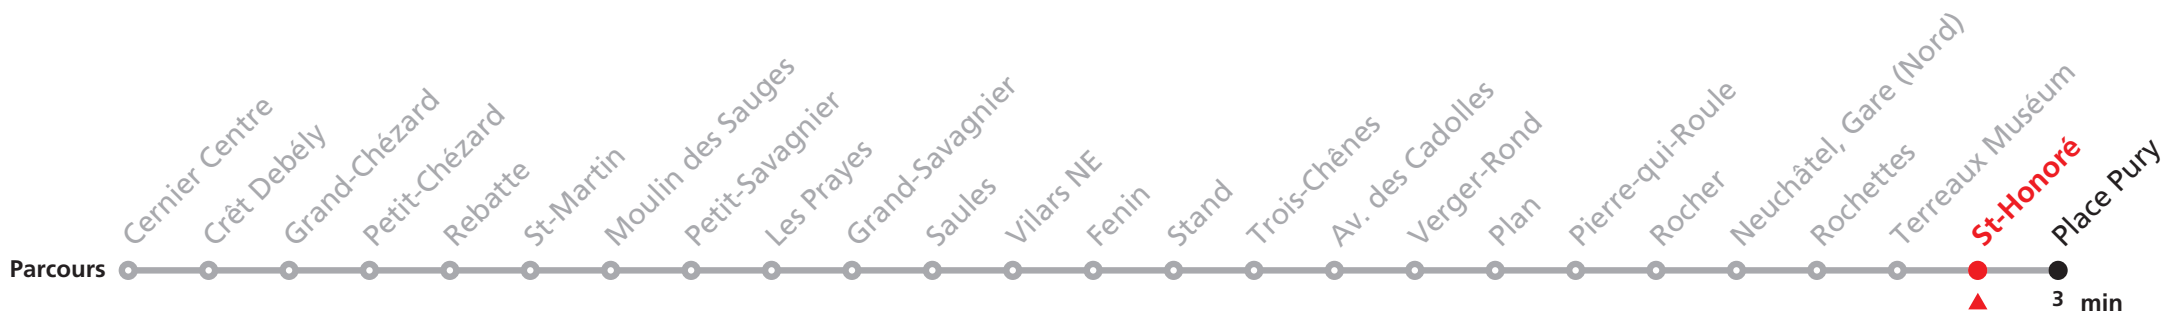 Cernier Centre
Crêt Debély
Grand-Chézard
Petit-Chézard
Rebatte
St-Martin
Moulin des Sauges
Petit-Savagnier
Les Prayes
Grand-Savagnier
Saules
Vilars NE
Fenin
Stand
Trois-Chênes
Av. des Cadolles
Verger-Rond
Plan
Pierre-qui-Roule
Rocher
Neuchâtel, Gare (Nord)
Rochettes
Terreaux Muséum
St-Honoré
Place Pury
Parcours
3 min